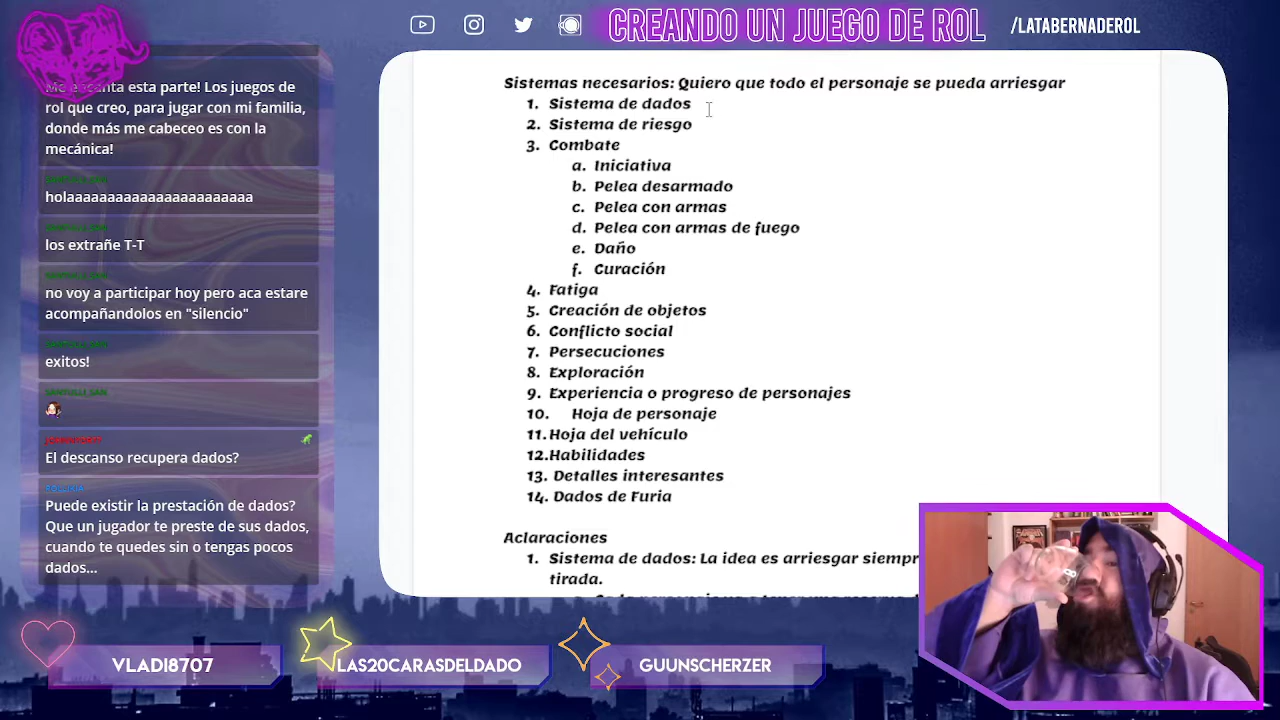 CREANDO UN JUEGO DE ROL
/LATABERNADEROL
Me encanta esta parte! Los juegos de
rol que creo, para jugar con mi familia,
donde más me cabeceo es con la
mecánica!
holaaaaaaaaaaaaaaaaaaaaaaa
los extrañe T-T
no voy a participar hoy pero aca estare
acompañandolos en "silencio"
exitos!
El descanso recupera dados?
Puede existir la prestación de dados?
Que un jugador te preste de sus dados,
cuando te quedes sin o tengas pocos
dados...
Sistemas necesarios: Quiero que todo el personaje se pueda arriesgar
1. Sistema de dados
2. Sistema de riesgo
3. Combate
a. Iniciativa
b. Pelea desarmado
c. Pelea con armas
d. Pelea con armas de fuego
e. Daño
f. Curación
4. Fatiga
5. Creación de objetos
6. Conflicto social
7. Persecuciones
8. Exploración
9. Experiencia o progreso de personajes
10. Hoja de personaje
11. Hoja del vehículo
12. Habilidades
13. Detalles interesantes
14. Dados de Furia
Aclaraciones
1. Sistema de dados: La idea es arriesgar siempr
tirada.
VLADI8707
LAS20CARASDELDADO
GUUNSCHERZER